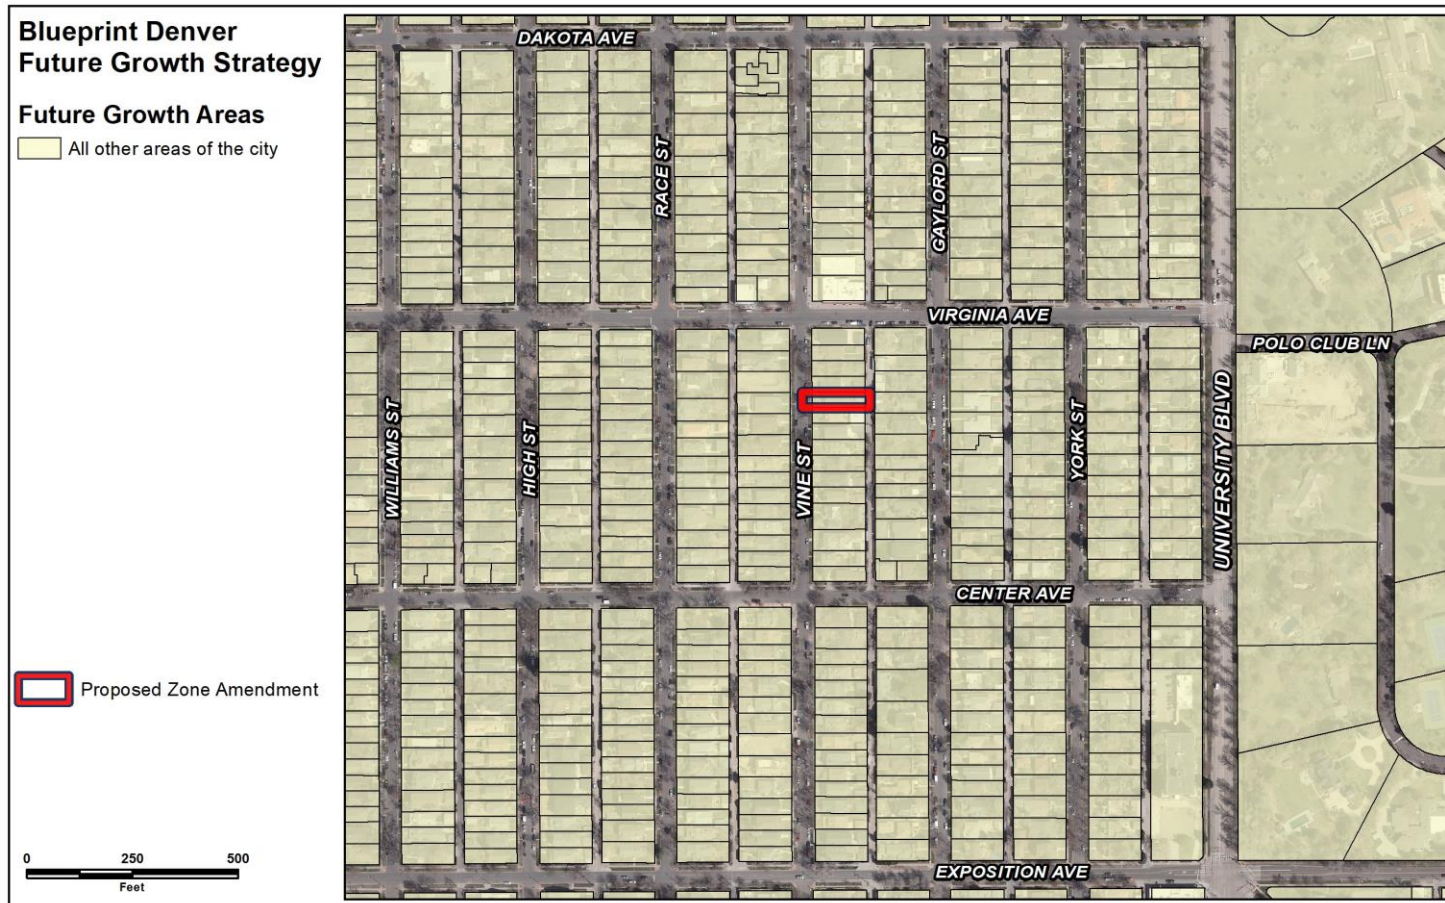 Blueprint Denver
Future Growth Strategy
Future Growth Areas
All other areas of the city
Proposed Zone Amendment
0 250 500
Feet
DAKOTA AVE
RACE ST
GAYLORD ST
VIRGINIA AVE
POLO CLUB LN
WILLIAMS ST
HIGH ST
VINE ST
YORK ST
UNIVERSITY BLVD
CENTER AVE
EXPOSITION AVE